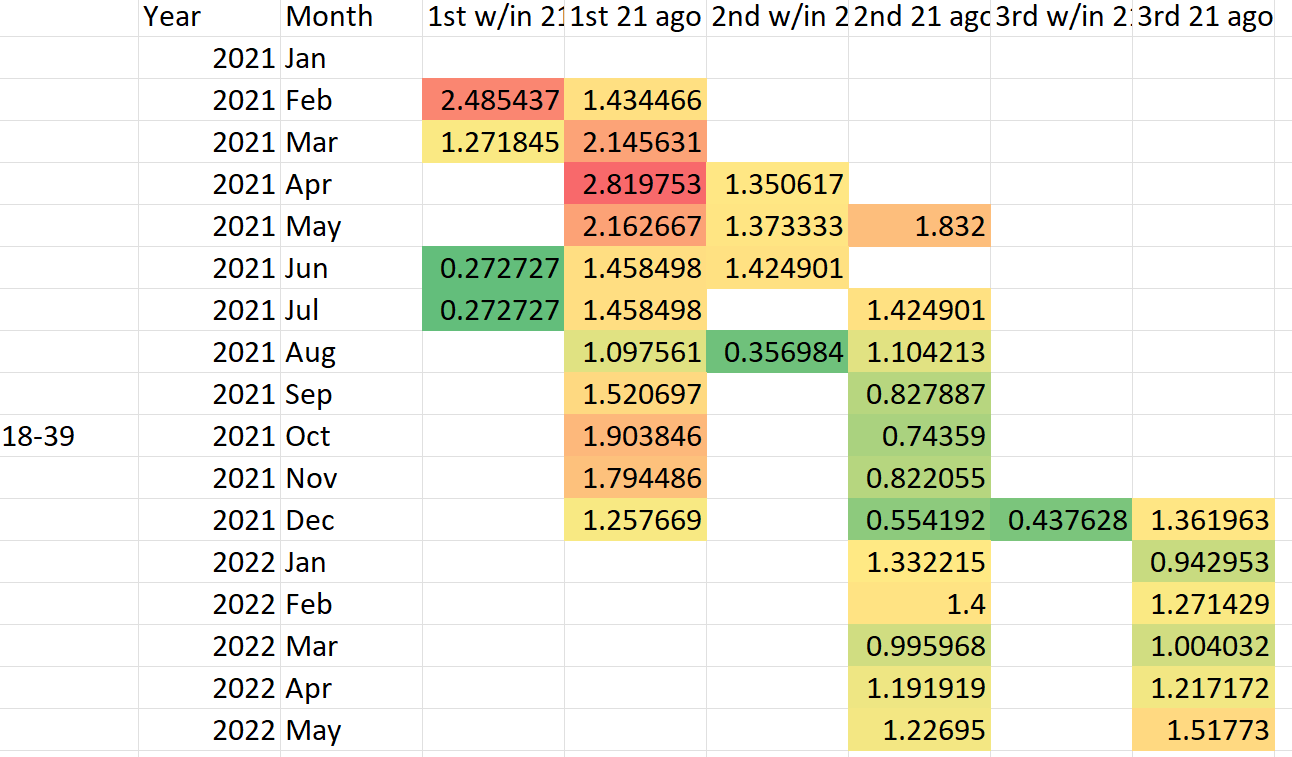 Year Month 1st w/in 21 1st 21 ago 2nd w/in 2 2nd 21 ago 3rd w/in 21 3rd 21 ago
2021 Jan
2021 Feb 2.485437 1.434466
2021 Mar 1.271845 2.145631
2021 Apr 2.819753 1.350617
2021 May 2.162667 1.373333 1.832
2021 Jun 0.272727 1.458498 1.424901
2021 Jul 0.272727 1.458498 1.424901
2021 Aug 1.097561 0.356984 1.104213
2021 Sep 1.520697 0.827887
18-39 2021 Oct 1.903846 0.74359
2021 Nov 1.794486 0.822055
2021 Dec 1.257669 0.554192 0.437628 1.361963
2022 Jan 1.332215 0.942953
2022 Feb 1.4 1.271429
2022 Mar 0.995968 1.004032
2022 Apr 1.191919 1.217172
2022 May 1.22695 1.51773